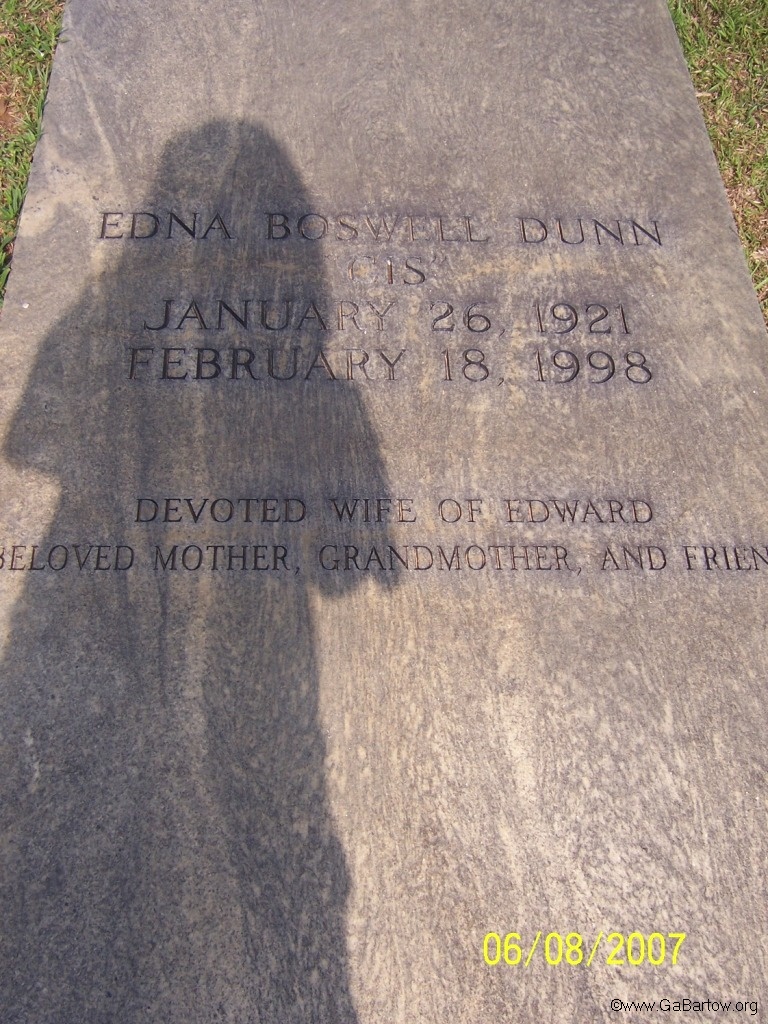 EDNA BOSWELL DUNN
"CIS"
JANUARY 26, 1921
FEBRUARY 18, 1998
DEVOTED WIFE OF EDWARD
BELOVED MOTHER, GRANDMOTHER, AND FRIEN
06/08/2007
©www.GaBartow.org